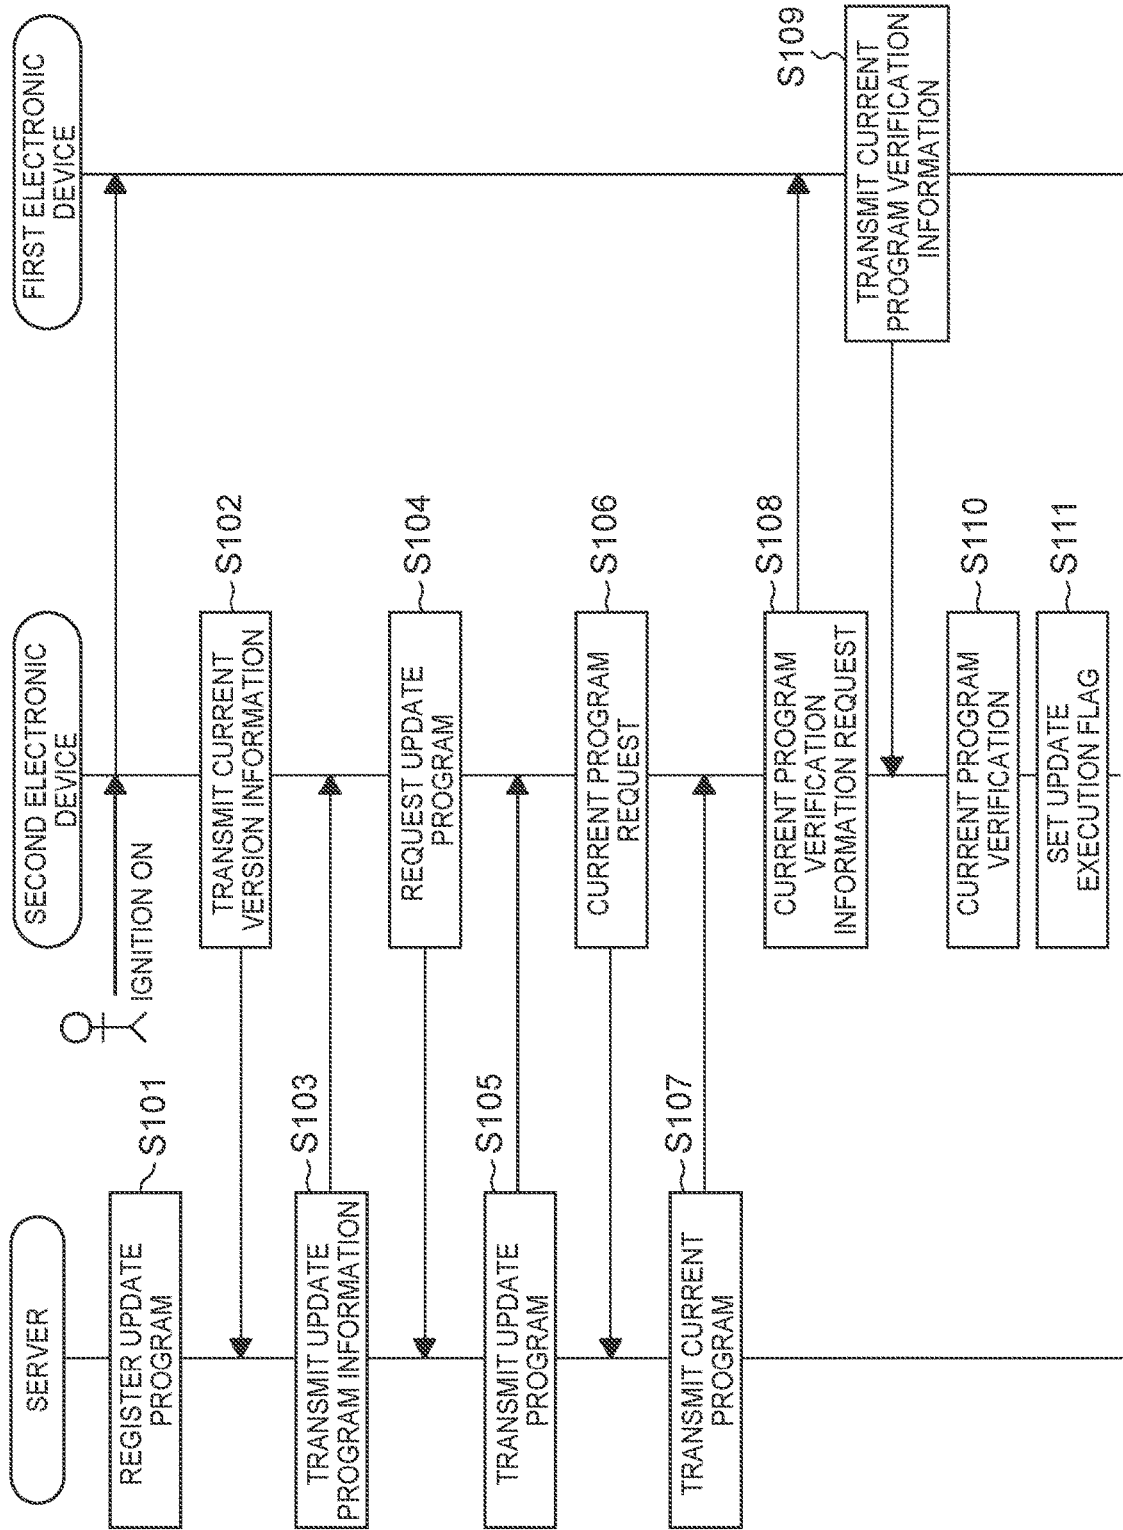 SERVER
SECOND ELECTRONIC
DEVICE
FIRST ELECTRONIC
DEVICE
IGNITION ON
REGISTER UPDATE
PROGRAM
S101
TRANSMIT CURRENT
VERSION INFORMATION
S102
TRANSMIT UPDATE
PROGRAM INFORMATION
S103
REQUEST UPDATE
PROGRAM
S104
TRANSMIT UPDATE
PROGRAM
S105
CURRENT PROGRAM
REQUEST
S106
TRANSMIT CURRENT
PROGRAM
S107
CURRENT PROGRAM
VERIFICATION
INFORMATION REQUEST
S108
TRANSMIT CURRENT
PROGRAM VERIFICATION
INFORMATION
S109
CURRENT PROGRAM
VERIFICATION
S110
SET UPDATE
EXECUTION FLAG
S111